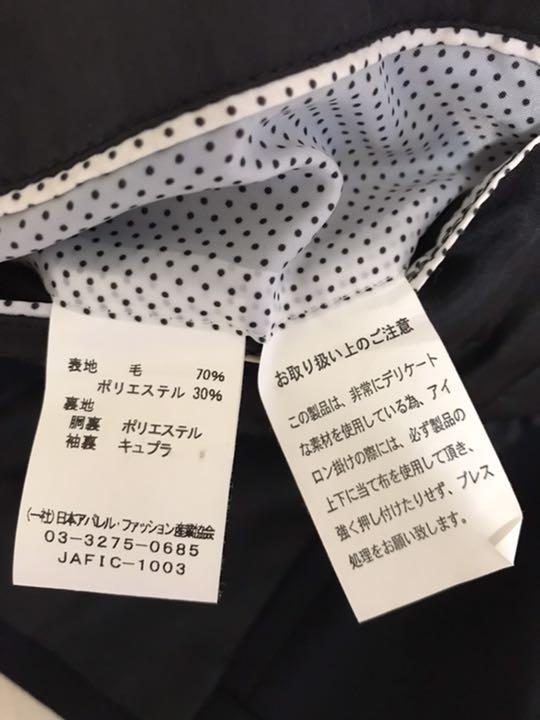 表地 毛 70%
ポリエステル 30%
裏地
胴裏 ポリエステル
袖裏 キュプラ
(一社)日本アパレル・ファッション産業協会
03-3275-0685
JAFIC-1003
お取り扱い上のご注意
この製品は、非常にデリケート
な素材を使用している為、アイ
ロン掛けの際には、必ず製品の
上下に当て布を使用して頂き、
強く押し付けたりせず、プレス
処理をお願い致します。